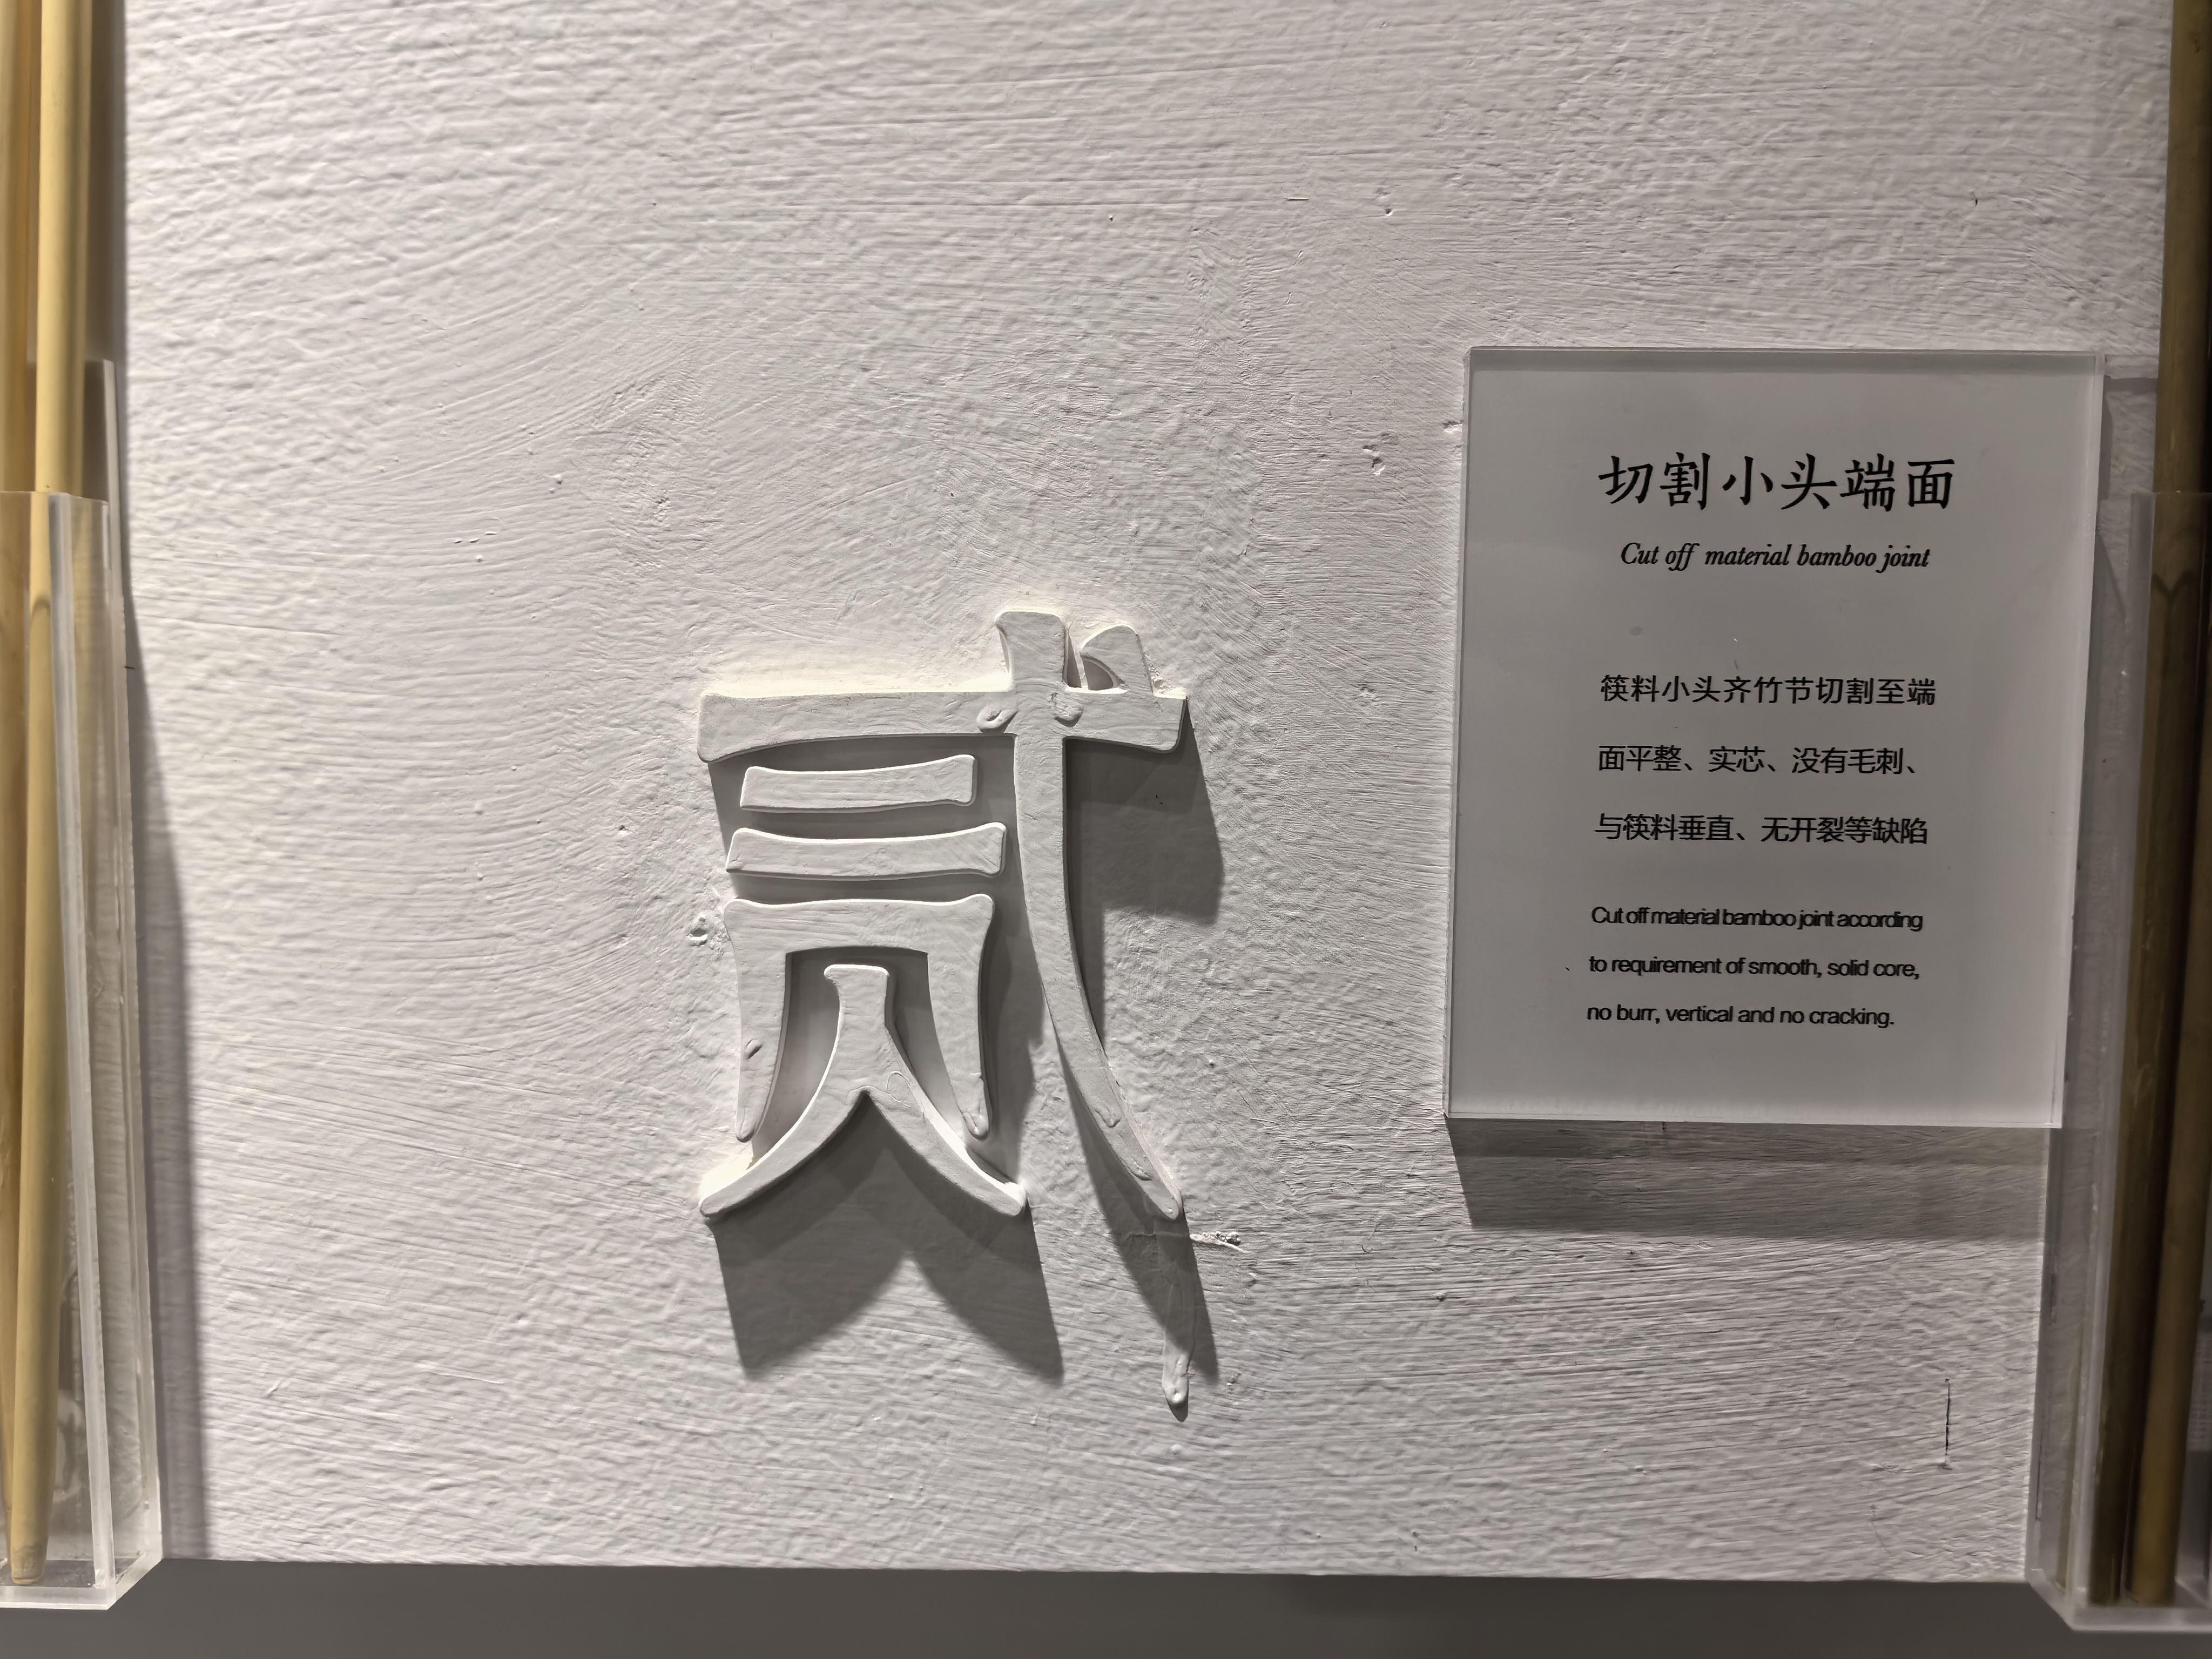 贰
切割小头端面
Cut off material bamboo joint
筷料小头齐竹节切割至端
面平整、实芯、没有毛刺、
与筷料垂直、无开裂等缺陷
Cut off material bamboo joint according
to requirement of smooth, solid core,
no burr, vertical and no cracking.